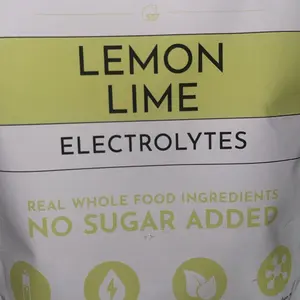 LEMON
LIME
ELECTROLYTES
REAL WHOLE FOOD INGREDIENTS
NO SUGAR ADDED